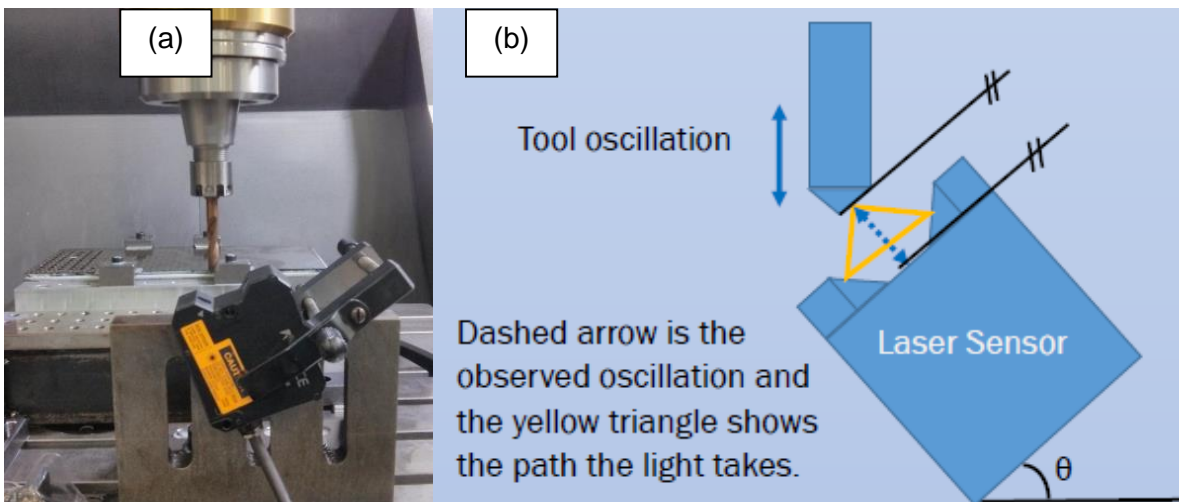 (a)
(b)
Tool oscillation
Dashed arrow is the
observed oscillation and
the yellow triangle shows
the path the light takes.
Laser Sensor
θ